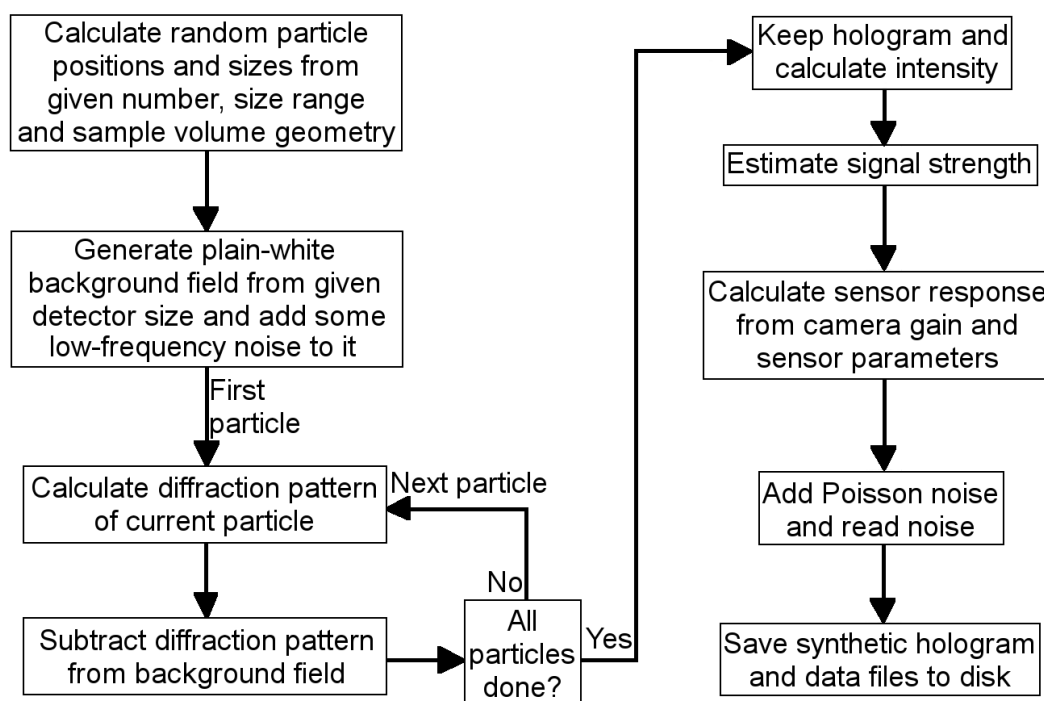 Calculate random particle
positions and sizes from
given number, size range
and sample volume geometry
Generate plain-white
background field from given
detector size and add some
low-frequency noise to it
First
particle
Calculate diffraction pattern
of current particle
Next particle
Subtract diffraction pattern
from background field
No
All
particles
done?
Yes
Keep hologram and
calculate intensity
Estimate signal strength
Calculate sensor response
from camera gain and
sensor parameters
Add Poisson noise
and read noise
Save synthetic hologram
and data files to disk